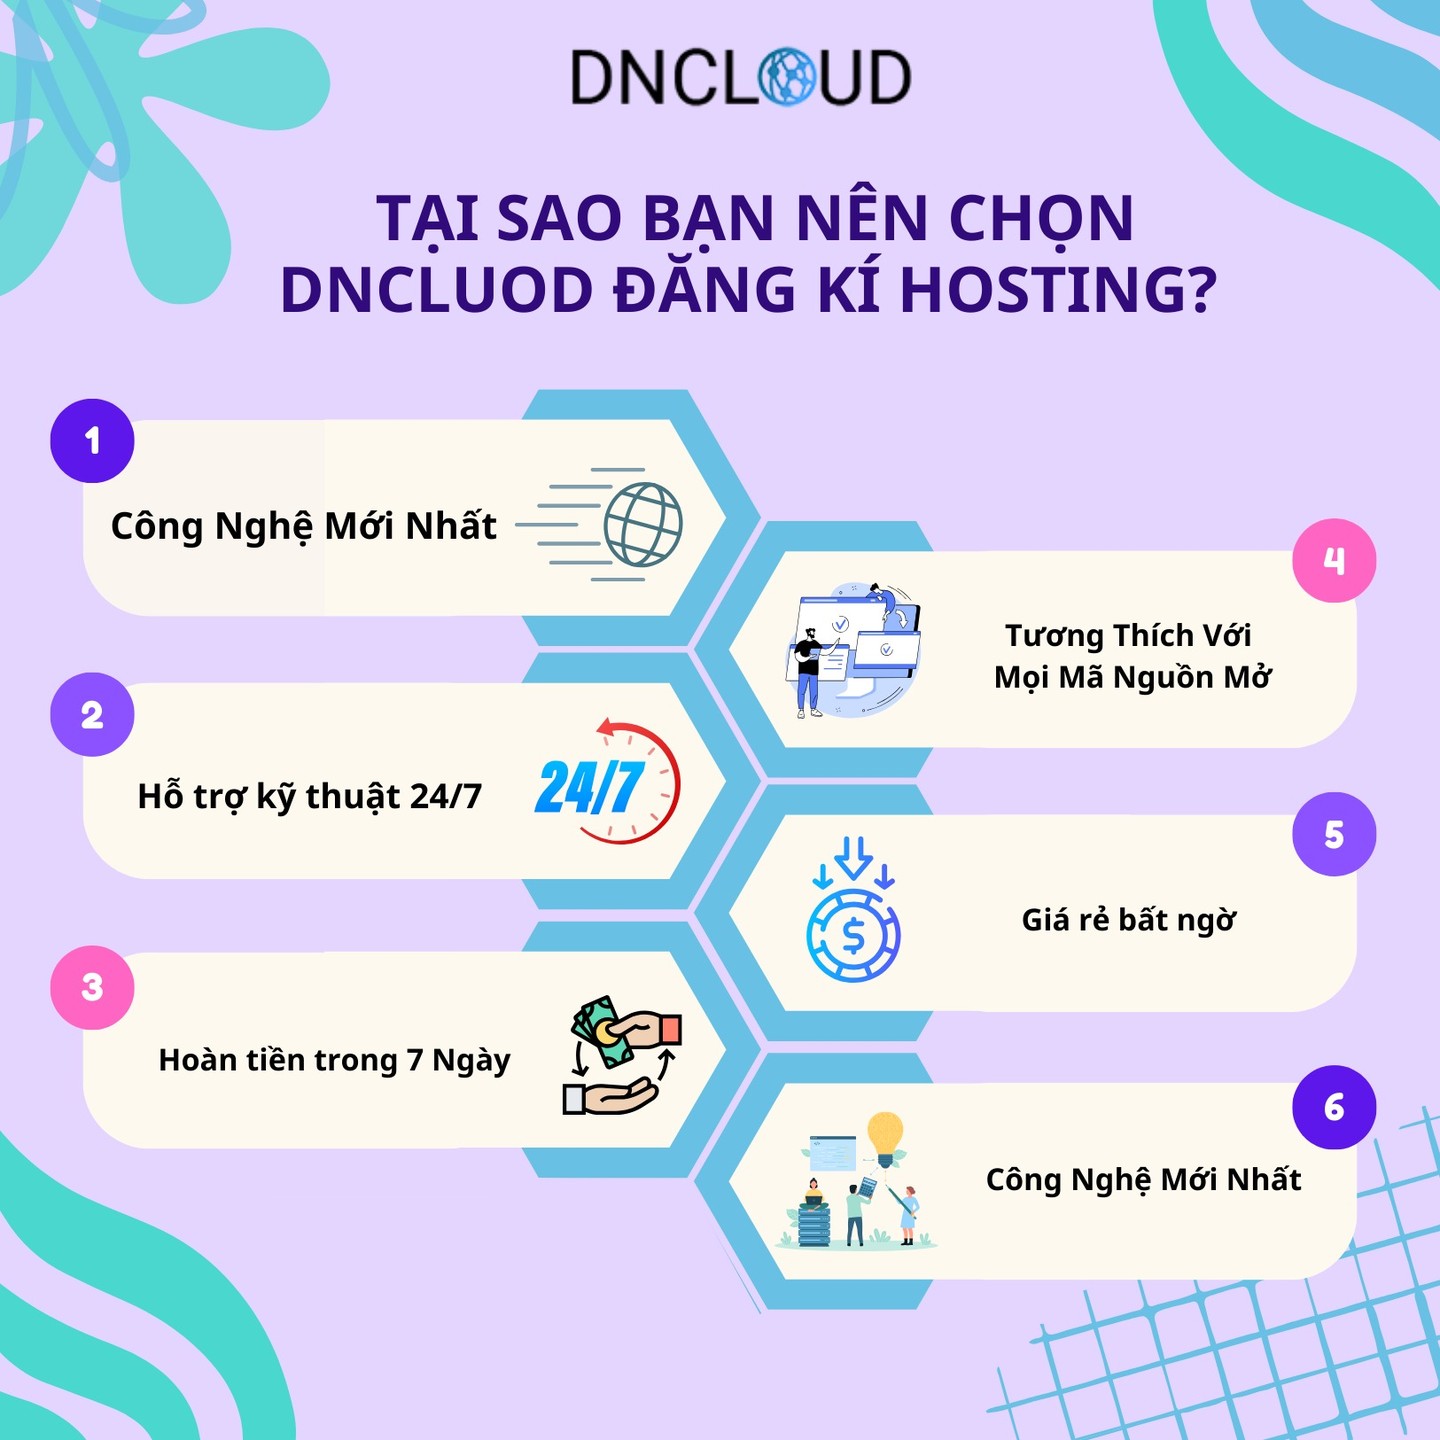 DNCLOUD
TẠI SAO BẠN NÊN CHỌN
DNCLUOD ĐĂNG KÍ HOSTING?
1
Công Nghệ Mới Nhất
2
Hỗ trợ kỹ thuật 24/7
24/7
3
Hoàn tiền trong 7 Ngày
4
Tương Thích Với
Mọi Mã Nguồn Mở
5
$
Giá rẻ bất ngờ
6
Công Nghệ Mới Nhất